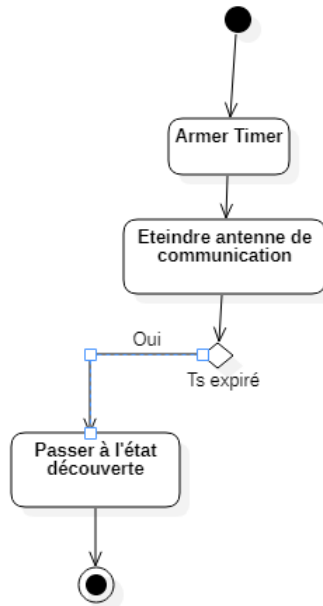 Armer Timer
Eteindre antenne de
communication
Oui
Ts expiré
Passer à l'état
découverte